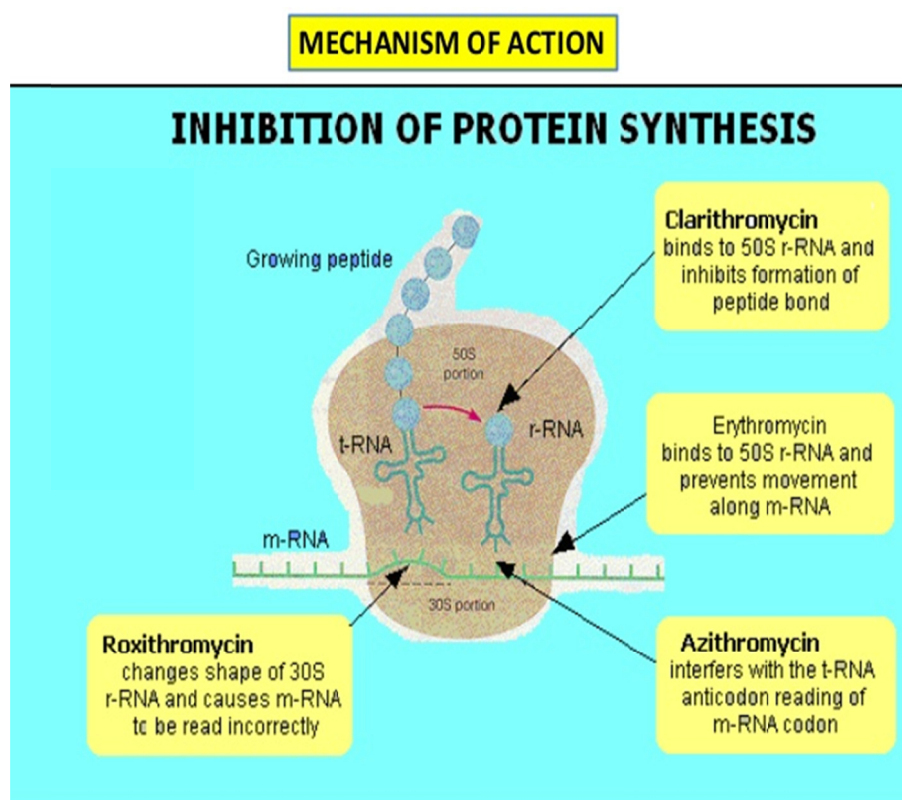 MECHANISM OF ACTION
INHIBITION OF PROTEIN SYNTHESIS
Growing peptide
50S
portion
t-RNA
r-RNA
m-RNA
30S portion
Clarithromycin
binds to 50S r-RNA and
inhibits formation of
peptide bond
Erythromycin
binds to 50S r-RNA and
prevents movement
along m-RNA
Roxithromycin
changes shape of 30S
r-RNA and causes m-RNA
to be read incorrectly
Azithromycin
interfers with the t-RNA
anticodon reading of
m-RNA codon